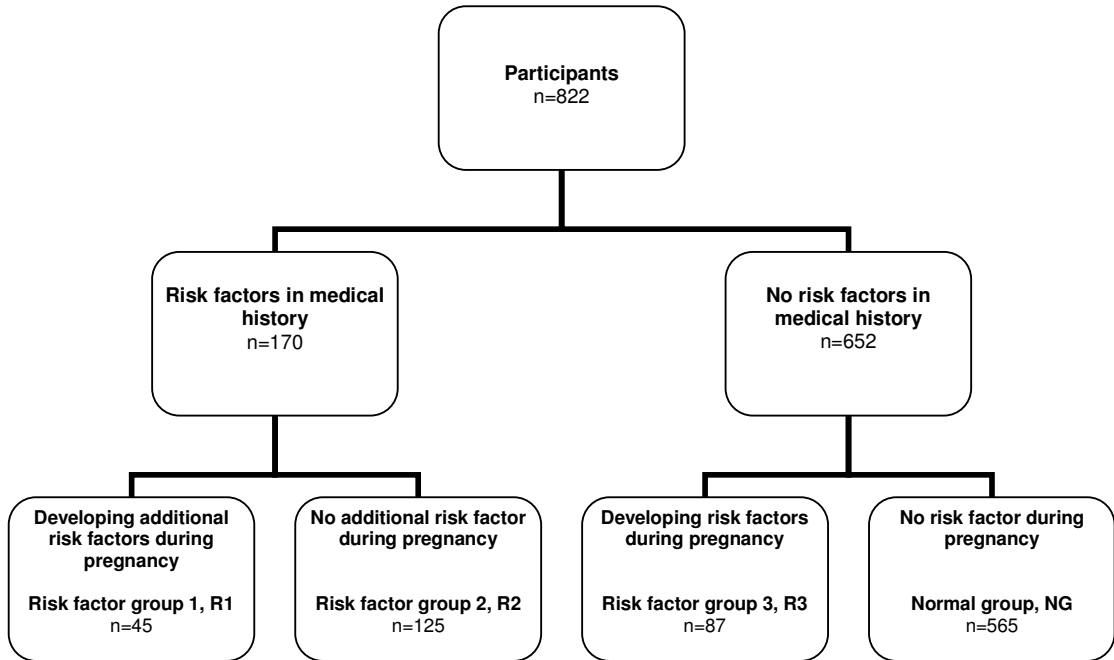 Participants
n=822
Risk factors in medical
history
n=170
No risk factors in
medical history
n=652
Developing additional
risk factors during
pregnancy
Risk factor group 1, R1
n=45
No additional risk factor
during pregnancy
Risk factor group 2, R2
n=125
Developing risk factors
during pregnancy
Risk factor group 3, R3
n=87
No risk factor during
pregnancy
Normal group, NG
n=565